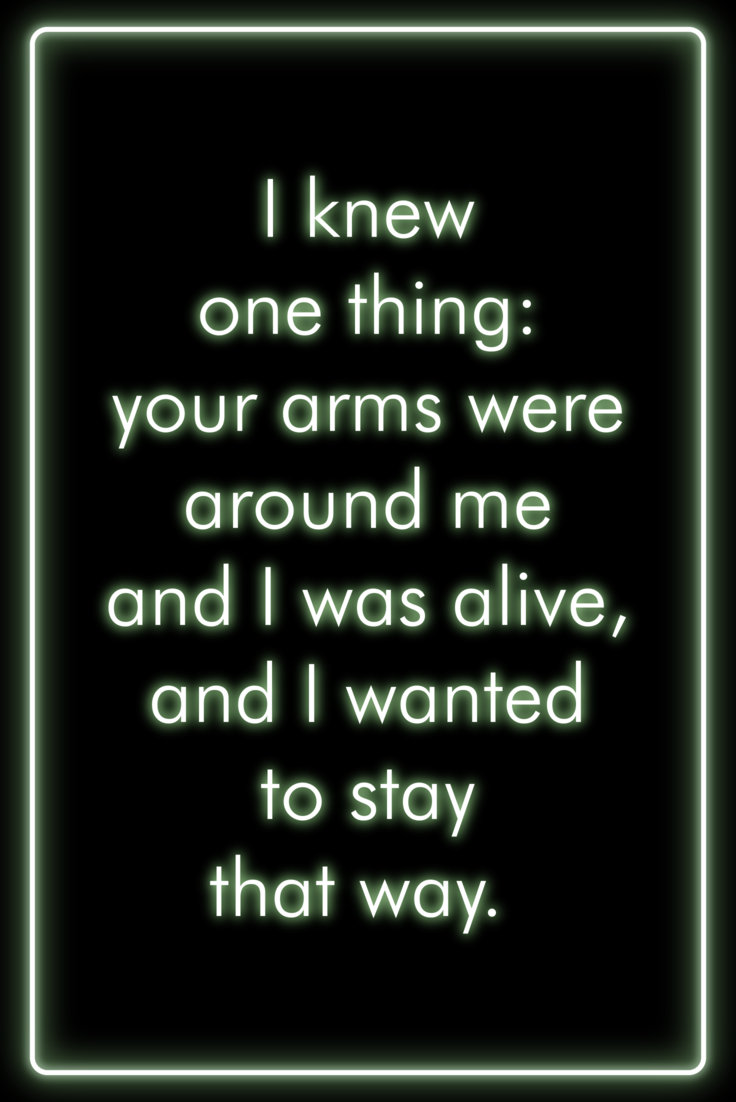 I knew
one thing:
your arms were
around me
and I was alive,
and I wanted
to stay
that way.